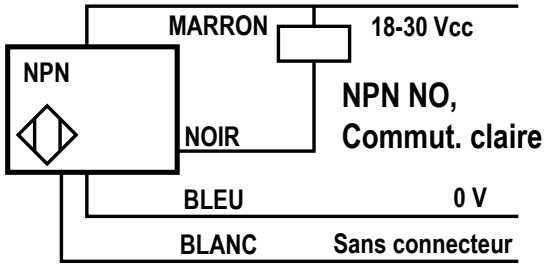 MARRON 18-30 Vcc
NPN
NPN NO,
Commut. claire
NOIR
BLEU 0 V
BLANC Sans connecteur